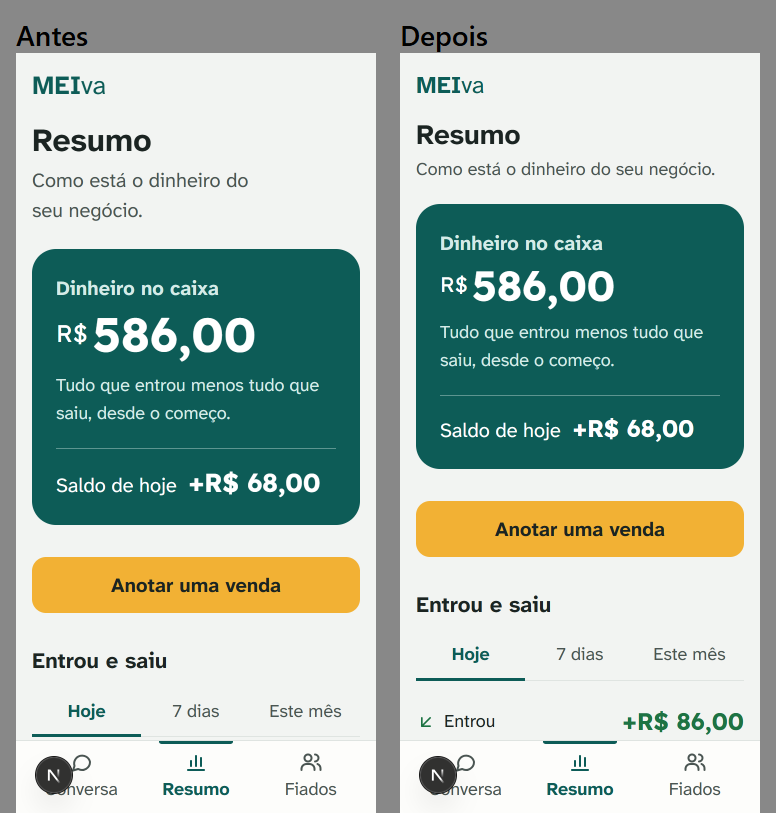 Antes
MEIva
Resumo
Como está o dinheiro do
seu negócio.
Dinheiro no caixa
R$ 586,00
Tudo que entrou menos tudo que
saiu, desde o começo.
Saldo de hoje +R$ 68,00
Anotar uma venda
Entrou e saiu
Hoje 7 dias Este mês
N
Resumo Fiados
Depois
MEIva
Resumo
Como está o dinheiro do seu negócio.
Dinheiro no caixa
R$ 586,00
Tudo que entrou menos tudo que
saiu, desde o começo.
Saldo de hoje +R$ 68,00
Anotar uma venda
Entrou e saiu
Hoje 7 dias Este mês
Entrou +R$ 86,00
N
Resumo Fiados